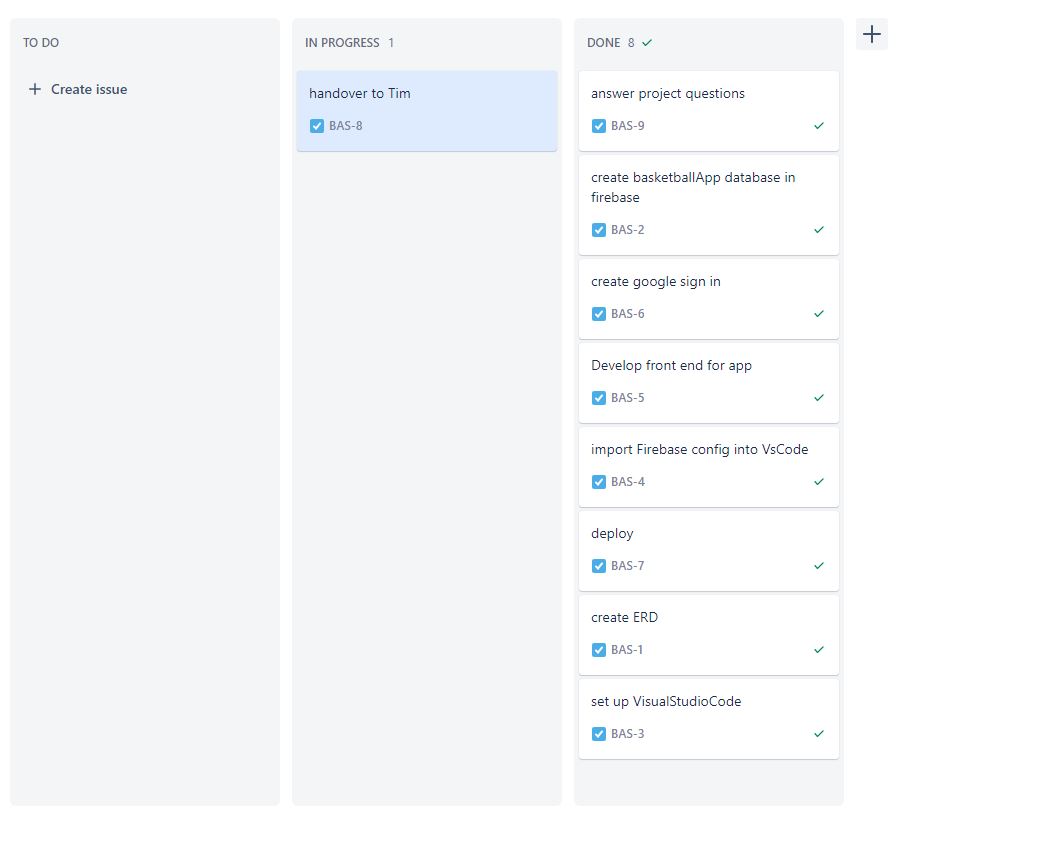 TO DO
Create issue
IN PROGRESS 1
handover to Tim
BAS-8
DONE 8
answer project questions
BAS-9
create basketballApp database in
firebase
BAS-2
create google sign in
BAS-6
Develop front end for app
BAS-5
import Firebase config into VsCode
BAS-4
deploy
BAS-7
create ERD
BAS-1
set up VisualStudioCode
BAS-3